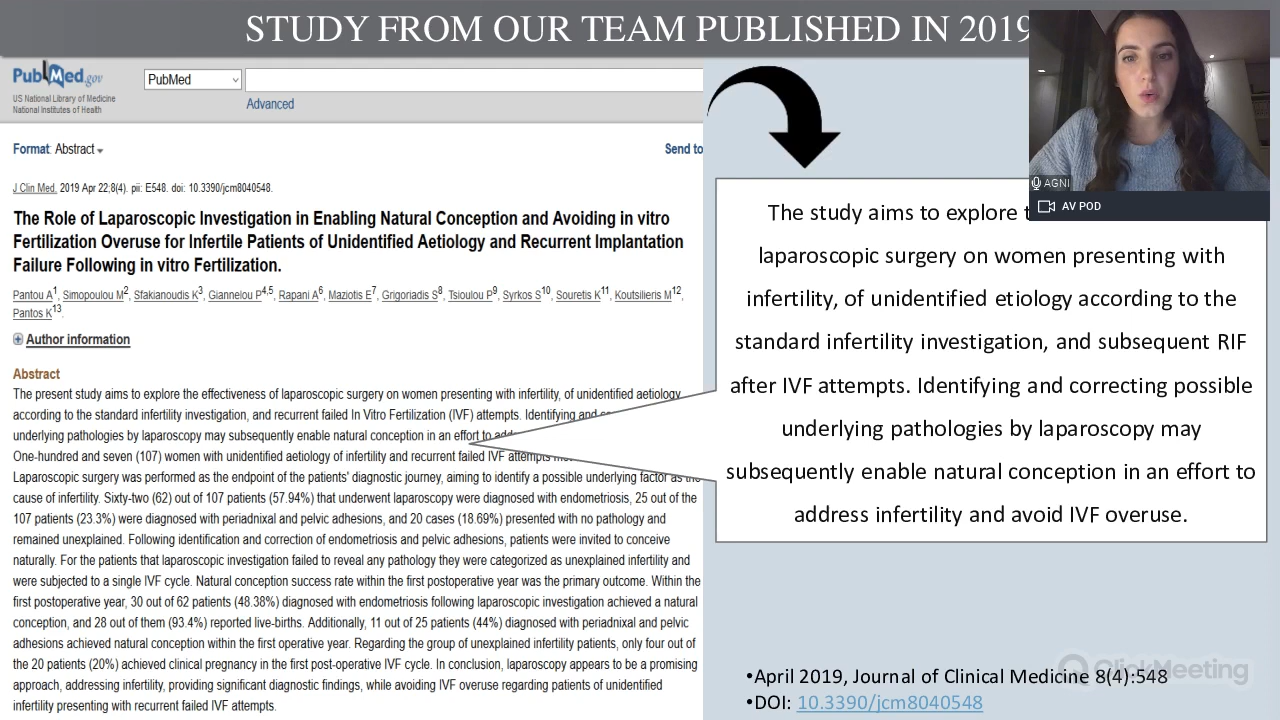 STUDY FROM OUR TEAM PUBLISHED IN 2019
PubMed.gov
US National Library of Medicine
National Institutes of Health
PubMed
Advanced
Format: Abstract
Send to
J Clin Med. 2019 Apr 22;8(4). pii: E548. doi: 10.3390/jcm8040548.
The Role of Laparoscopic Investigation in Enabling Natural Conception and Avoiding in vitro
Fertilization Overuse for Infertile Patients of Unidentified Aetiology and Recurrent Implantation
Failure Following in vitro Fertilization.
Pantou A1, Simopoulou M2, Sfakianoudis K3, Giannelou P4,5, Rapani A6, Maziotis E7, Grigoriadis S8, Tsioulou P9, Syrkos S10, Souretis K11, Koutsilieris M12,
Pantos K13.
Author information
Abstract
The present study aims to explore the effectiveness of laparoscopic surgery on women presenting with infertility, of unidentified aetiology
according to the standard infertility investigation, and recurrent failed In Vitro Fertilization (IVF) attempts. Identifying and
underlying pathologies by laparoscopy may subsequently enable natural conception in an effort to
One-hundred and seven (107) women with unidentified aetiology of infertility and recurrent failed IVF attempts
Laparoscopic surgery was performed as the endpoint of the patients' diagnostic journey, aiming to identify a possible underlying factor as the
cause of infertility. Sixty-two (62) out of 107 patients (57.94%) that underwent laparoscopy were diagnosed with endometriosis, 25 out of the
107 patients (23.3%) were diagnosed with periadnixal and pelvic adhesions, and 20 cases (18.69%) presented with no pathology and
remained unexplained. Following identification and correction of endometriosis and pelvic adhesions, patients were invited to conceive
naturally. For the patients that laparoscopic investigation failed to reveal any pathology they were categorized as unexplained infertility and
were subjected to a single IVF cycle. Natural conception success rate within the first postoperative year was the primary outcome. Within the
first postoperative year, 30 out of 62 patients (48.38%) diagnosed with endometriosis following laparoscopic investigation achieved a natural
conception, and 28 out of them (93.4%) reported live-births. Additionally, 11 out of 25 patients (44%) diagnosed with periadnixal and pelvic
adhesions achieved natural conception within the first operative year. Regarding the group of unexplained infertility patients, only four out of
the 20 patients (20%) achieved clinical pregnancy in the first post-operative IVF cycle. In conclusion, laparoscopy appears to be a promising
approach, addressing infertility, providing significant diagnostic findings, while avoiding IVF overuse regarding patients of unidentified
infertility presenting with recurrent failed IVF attempts.
AGNI
AV POD
The study aims to explore
laparoscopic surgery on women presenting with
infertility, of unidentified etiology according to the
standard infertility investigation, and subsequent RIF
after IVF attempts. Identifying and correcting possible
underlying pathologies by laparoscopy may
subsequently enable natural conception in an effort to
address infertility and avoid IVF overuse.
•April 2019, Journal of Clinical Medicine 8(4):548
•DOI: 10.3390/jcm8040548
ClickMeeting